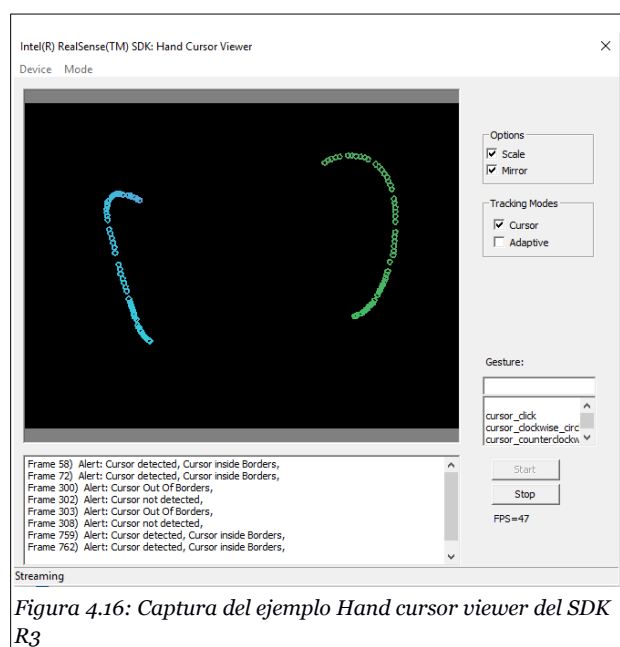 Intel(R) RealSense(TM) SDK: Hand Cursor Viewer
Device Mode
Options
Scale
Mirror
Tracking Modes
Cursor
Adaptive
Gesture:
cursor_click
cursor_clockwise_circ
cursor_counterclockw
Frame 58) Alert: Cursor detected, Cursor inside Borders,
Frame 72) Alert: Cursor detected, Cursor inside Borders,
Frame 300) Alert: Cursor Out Of Borders,
Frame 302) Alert: Cursor not detected,
Frame 303) Alert: Cursor Out Of Borders,
Frame 308) Alert: Cursor not detected,
Frame 759) Alert: Cursor detected, Cursor inside Borders,
Frame 762) Alert: Cursor detected, Cursor inside Borders,
Start
Stop
FPS=47
Streaming
Figura 4.16: Captura del ejemplo Hand cursor viewer del SDK
R3